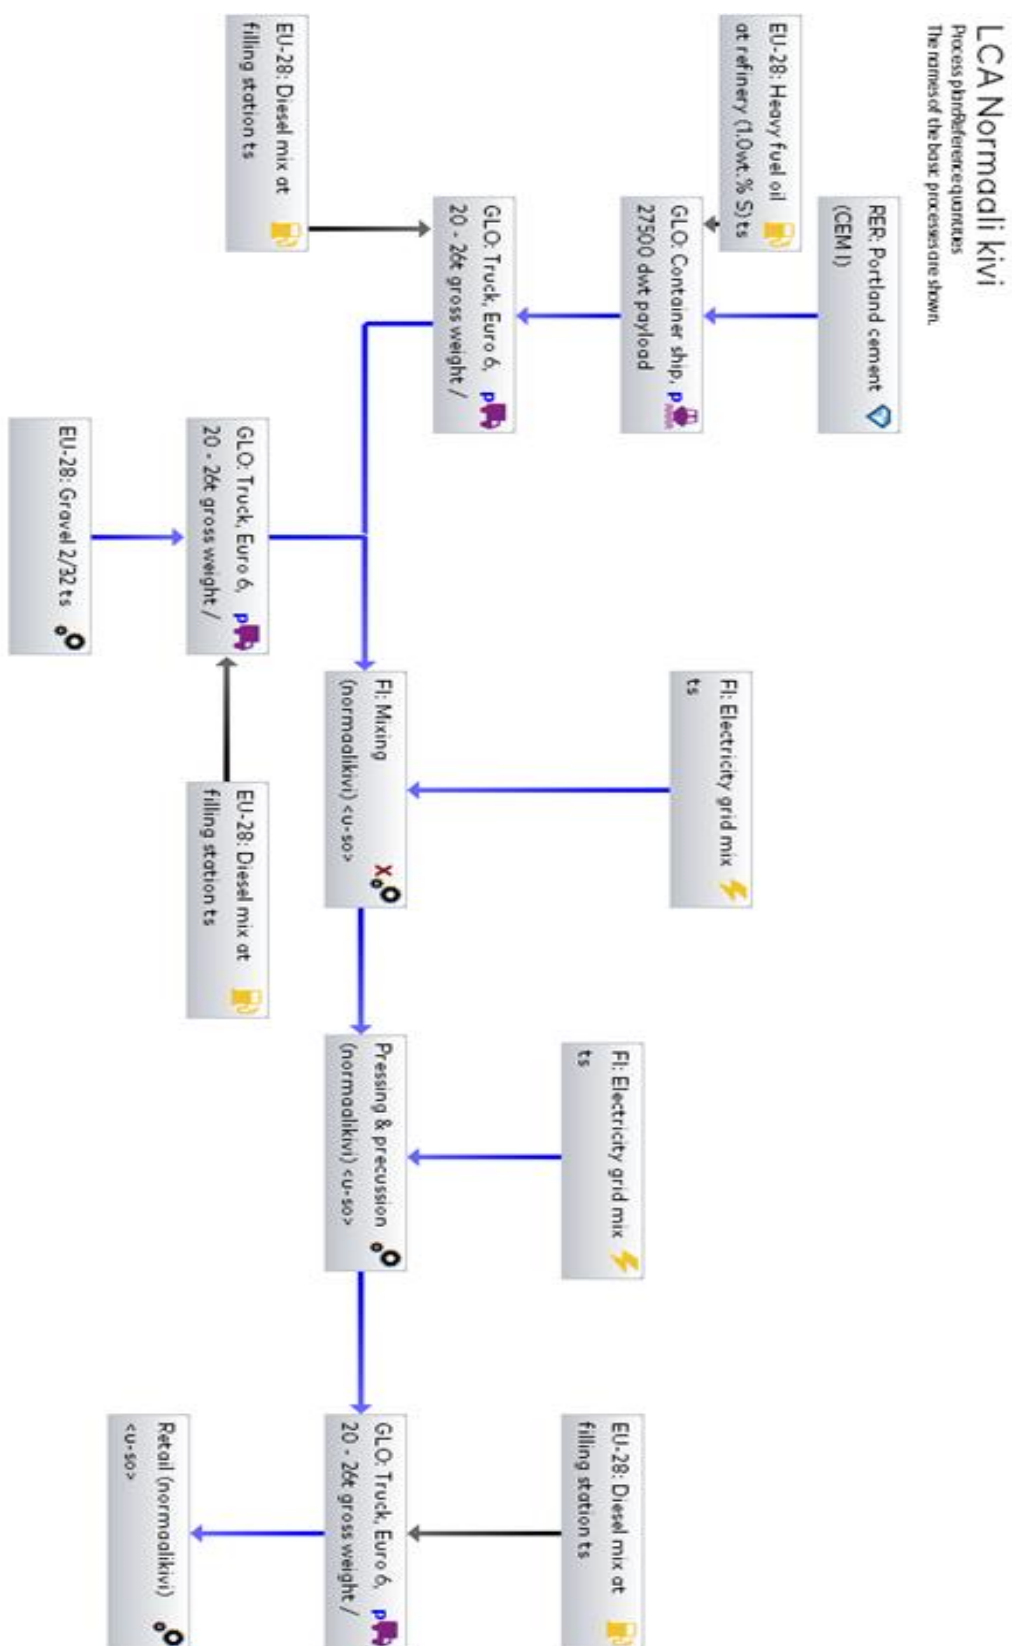 LCA Normaali kivi
Process plan:Reference quantities
The names of the basic processes are shown.
RER: Portland cement
(CEM I)
EU-28: Heavy fuel oil
at refinery (1.0wt.% S) ts
GLO: Container ship,
27500 dwt payload
p
GLO: Truck, Euro 6,
20 - 26t gross weight /
p
EU-28: Diesel mix at
filling station ts
GLO: Truck, Euro 6,
20 - 26t gross weight /
p
EU-28: Gravel 2/32 ts
EU-28: Diesel mix at
filling station ts
FI: Electricity grid mix
ts
FI: Mixing
(normaalikivi) <u-so>
X
FI: Electricity grid mix
ts
Pressing & precussion
(normaalikivi) <u-so>
EU-28: Diesel mix at
filling station ts
GLO: Truck, Euro 6,
20 - 26t gross weight /
p
Retail (normaalikivi)
<u-so>